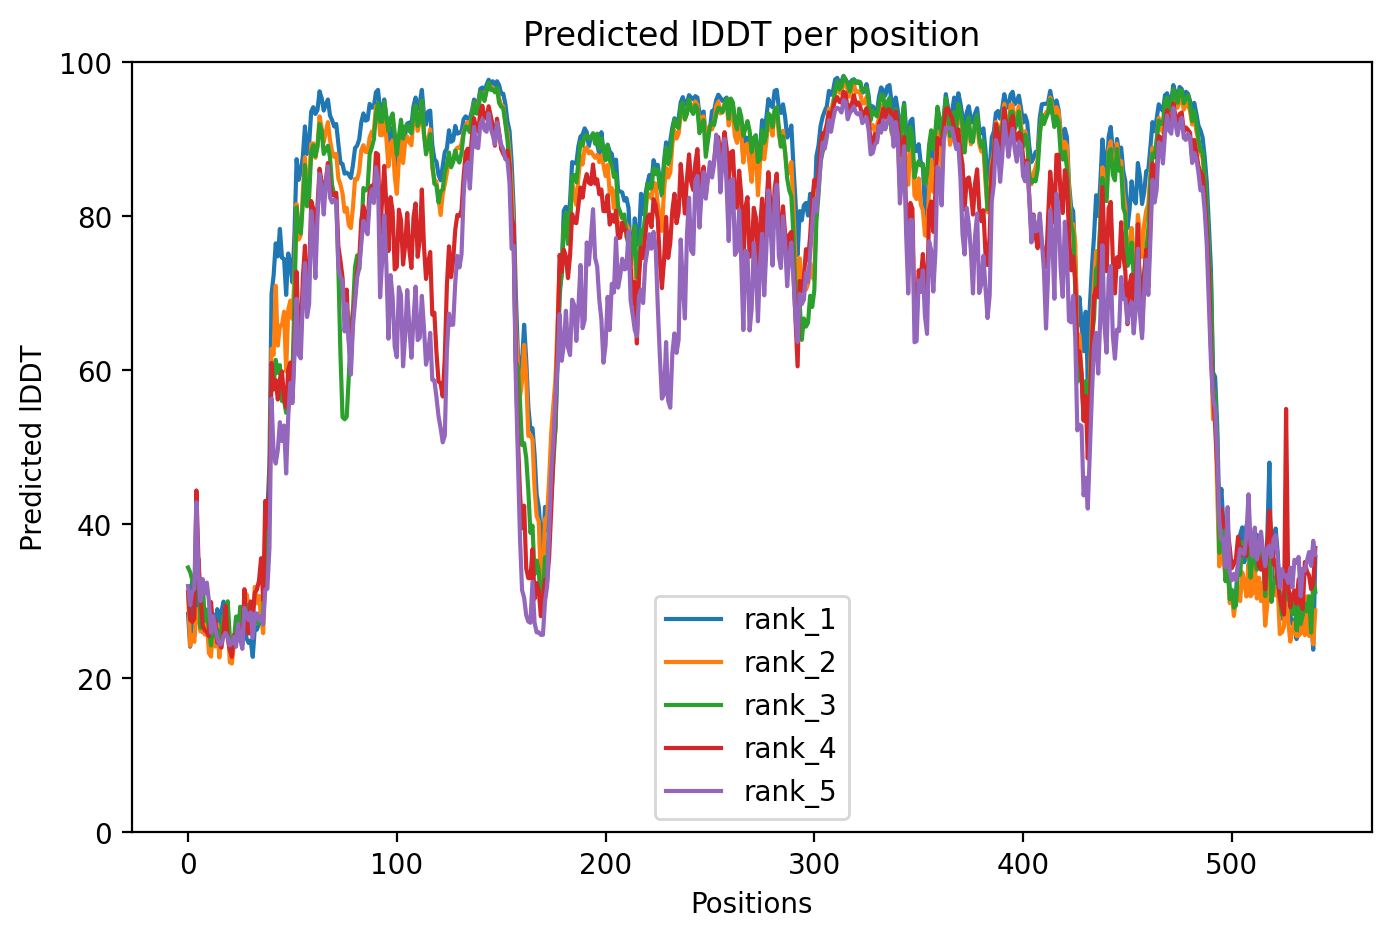 Predicted lDDT per position
100
80
60
40
20
0
Predicted lDDT
0
100
200
300
400
500
Positions
rank_1
rank_2
rank_3
rank_4
rank_5